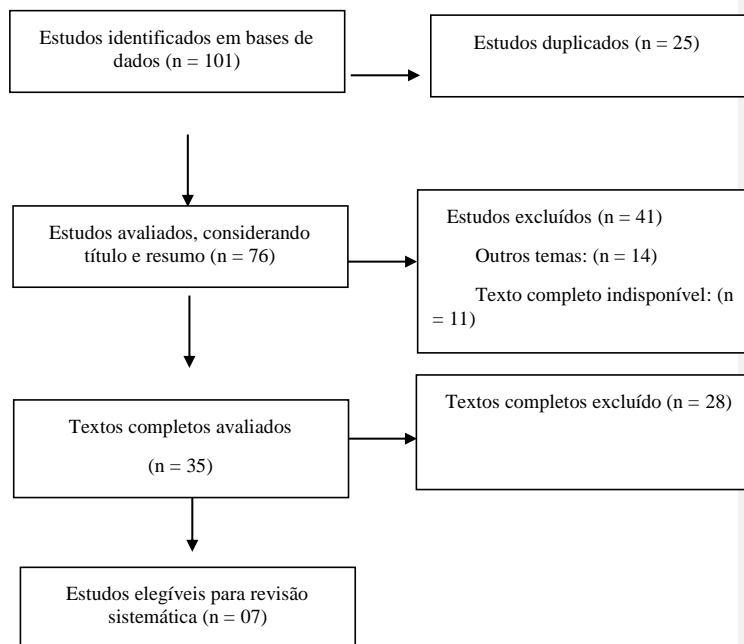 Estudos identificados em bases de
dados (n = 101)
Estudos duplicados (n = 25)
Estudos avaliados, considerando
título e resumo (n = 76)
Estudos excluídos (n = 41)
Outros temas: (n = 14)
Texto completo indisponível: (n
= 11)
Textos completos avaliados
(n = 35)
Textos completos excluído (n = 28)
Estudos elegíveis para revisão
sistemática (n = 07)